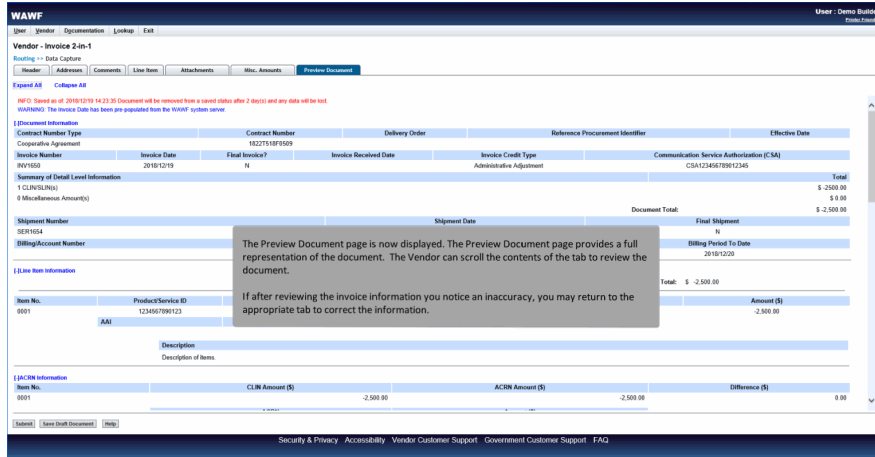 WAWF
User : Demo Builde
Printer Friend
User Vendor Documentation Lookup Exit
Vendor - Invoice 2-in-1
Routing >> Data Capture
Header Addresses Comments Line Item Attachments Misc. Amounts Preview Document
Expand All Collapse All
INFO: Saved as of: 2018/12/19 14:23:35 Document will be removed from a saved status after 2 day(s) and any data will be lost.
WARNING: The Invoice Date has been pre-populated from the WAWF system server.
[-]Document Information
Contract Number Type Contract Number Delivery Order Reference Procurement Identifier Effective Date
Cooperative Agreement 1822T518F0509
Invoice Number Invoice Date Final Invoice? Invoice Received Date Invoice Credit Type Communication Service Authorization (CSA)
INV1650 2018/12/19 N Administrative Adjustment CSA123456789012345
Summary of Detail Level Information Total
1 CLIN/SLIN(s) $ -2500.00
0 Miscellaneous Amount(s) $ 0.00
Document Total: $ -2,500.00
Shipment Number Shipment Date Final Shipment
SER1654 N
Billing/Account Number Billing Period To Date
2018/12/20
The Preview Document page is now displayed. The Preview Document page provides a full
representation of the document. The Vendor can scroll the contents of the tab to review the
document.
If after reviewing the invoice information you notice an inaccuracy, you may return to the
appropriate tab to correct the information.
[-]Line Item Information
Total: $ -2,500.00
Item No. Product/Service ID Amount ($)
0001 1234567890123 -2,500.00
AAI
Description
Description of items.
[-]ACRN Information
Item No. CLIN Amount ($) ACRN Amount ($) Difference ($)
0001 -2,500.00 -2,500.00 0.00
Submit Save Draft Document Help
Security & Privacy Accessibility Vendor Customer Support Government Customer Support FAQ